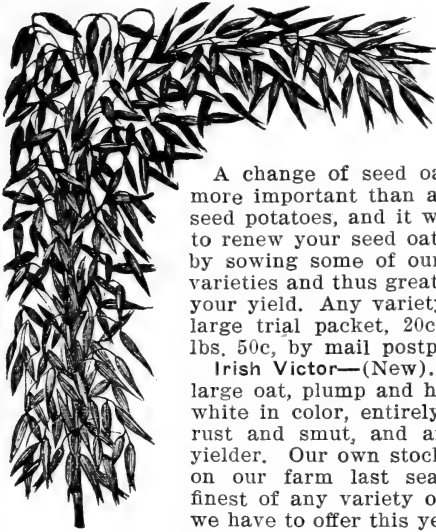 A change of seed oa
more important than a
seed potatoes, and it w
to renew your seed oat
by sowing some of our
varieties and thus great
your yield. Any variety
large trial packet, 20c
lbs. 50c, by mail postp
Irish Victor—(New).
large oat, plump and h
white in color, entirely
rust and smut, and a
yielder. Our own stock
on our farm last sea
finest of any variety o
we have to offer this ye